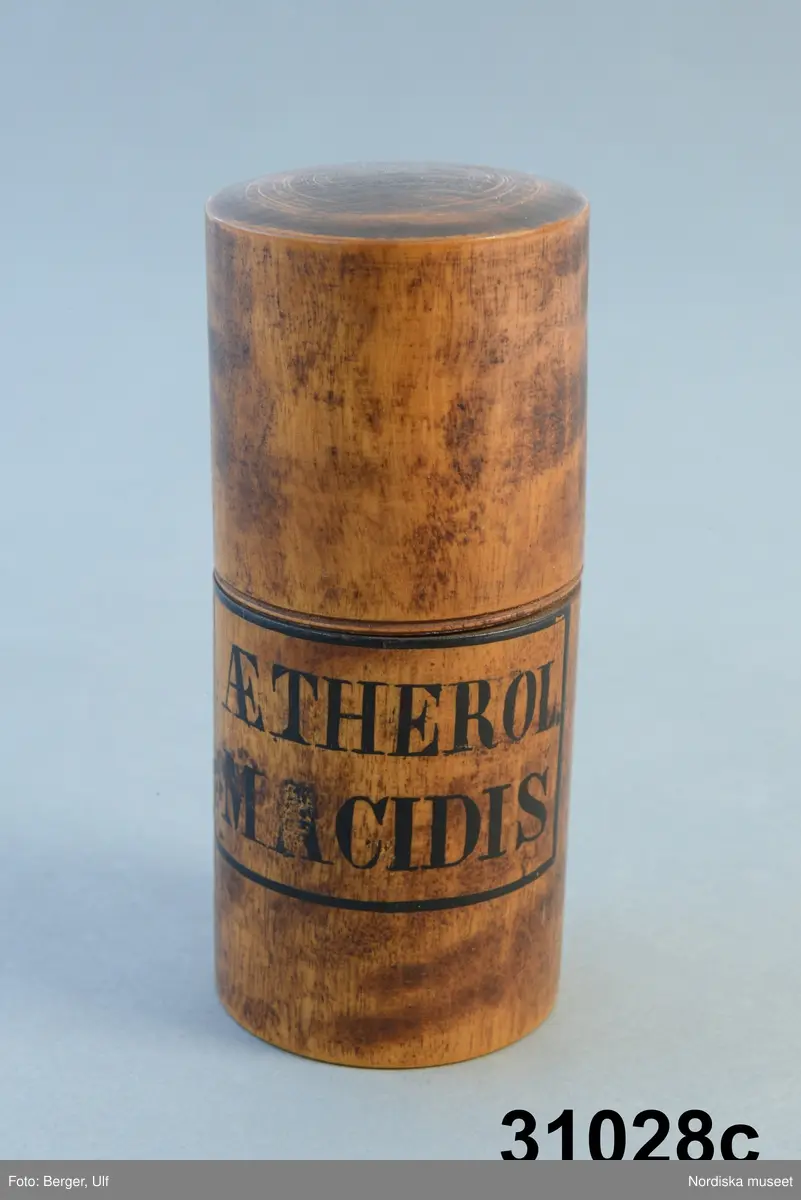 ÆTHEROL.
MACIDIS
31028c
Foto: Berger, Ulf
Nordiska museet